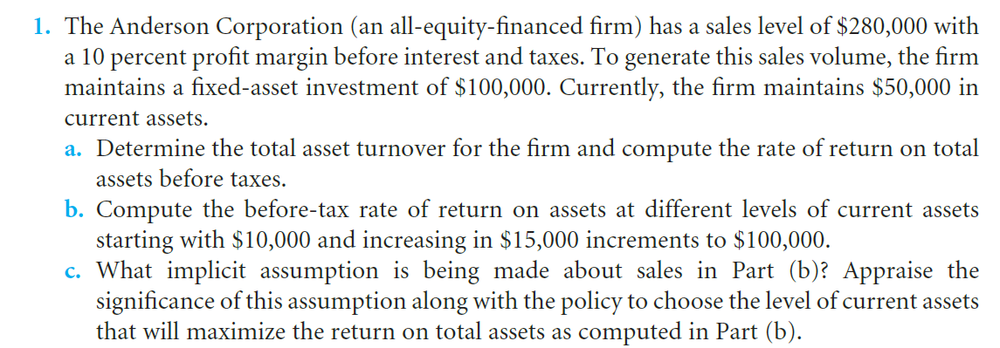 1. The Anderson Corporation (an all-equity-financed firm) has a sales level of $280,000 with
a 10 percent profit margin before interest and taxes. To generate this sales volume, the firm
maintains a fixed-asset investment of $100,000. Currently, the firm maintains $50,000 in
current assets.
a. Determine the total asset turnover for the firm and compute the rate of return on total
assets before taxes.
b. Compute the before-tax rate of return on assets at different levels of current assets
starting with $10,000 and increasing in $15,000 increments to $100,000.
c. What implicit assumption is being made about sales in Part (b)? Appraise the
significance of this assumption along with the policy to choose the level of current assets
that will maximize the return on total assets as computed in Part (b).